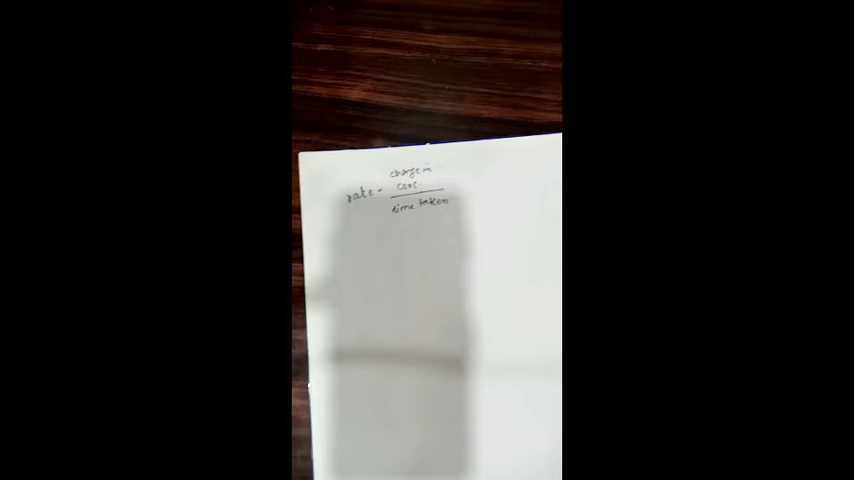 change in
rate = conc.
time taken